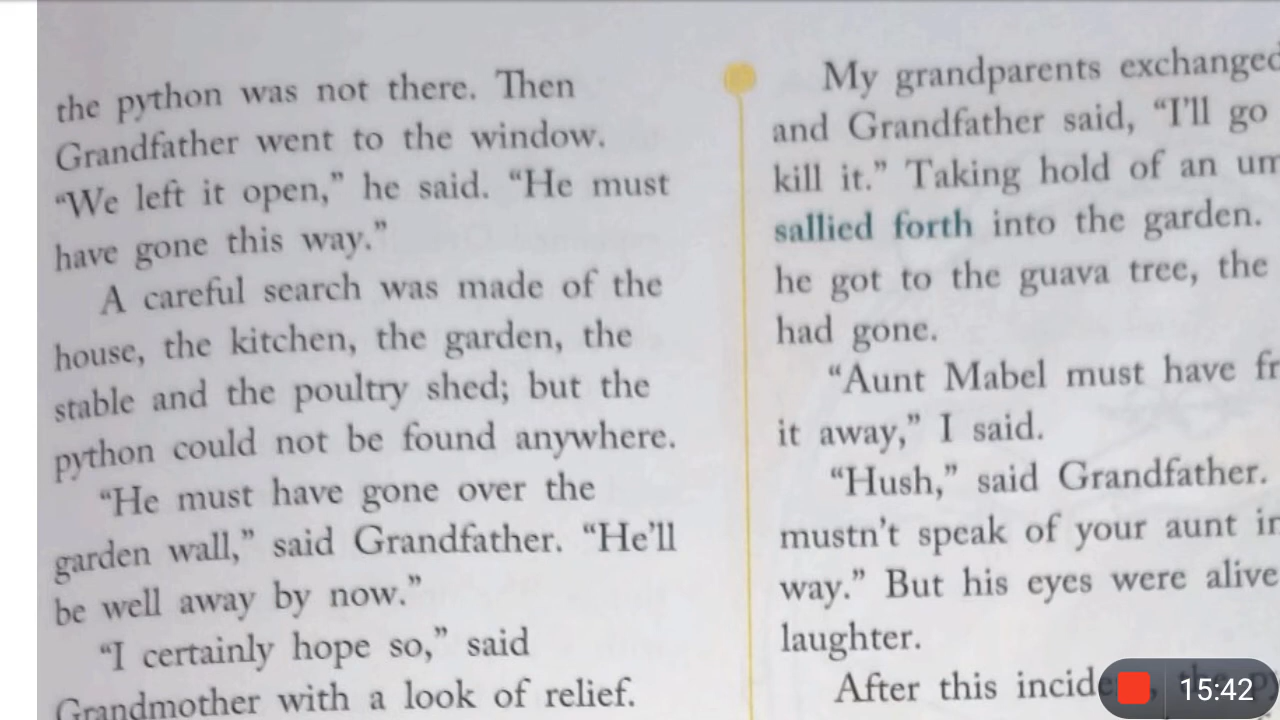 the python was not there. Then
Grandfather went to the window.
“We left it open,” he said. “He must
have gone this way.”
A careful search was made of the
house, the kitchen, the garden, the
stable and the poultry shed; but the
python could not be found anywhere.
“He must have gone over the
garden wall,” said Grandfather. “He’ll
be well away by now.”
“I certainly hope so,” said
Grandmother with a look of relief.
My grandparents exchanged
and Grandfather said, “I’ll go
kill it.” Taking hold of an
sallied forth into the garden.
he got to the guava tree, the
had gone.
“Aunt Mabel must have
it away,” I said.
“Hush,” said Grandfather.
mustn’t speak of your aunt
way.” But his eyes were alive
laughter.
After this
15:42